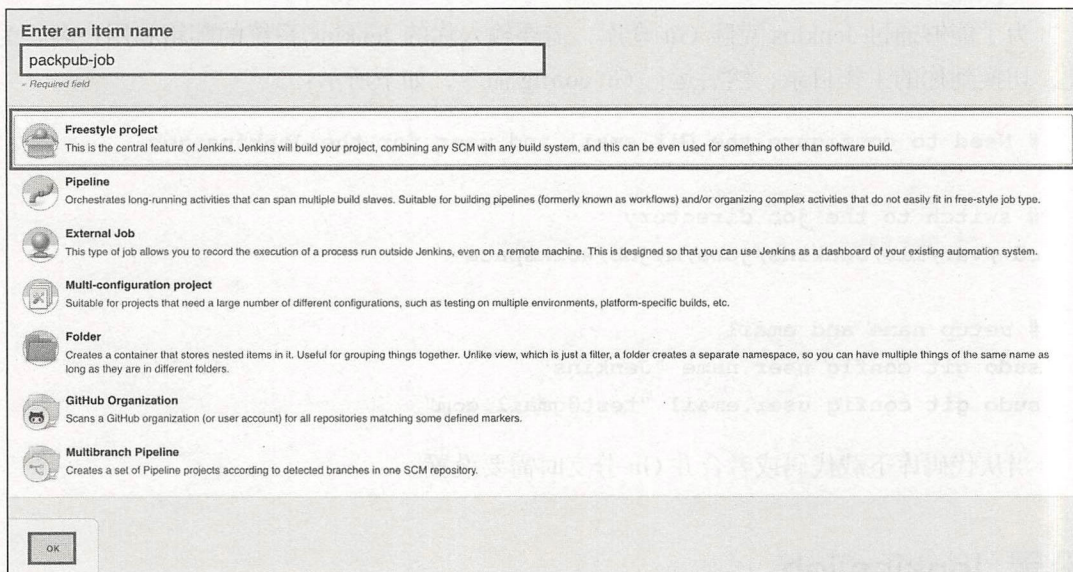 Enter an item name
packpub-job
» Required field
Freestyle project
This is the central feature of Jenkins. Jenkins will build your project, combining any SCM with any build system, and this can be even used for something other than software build.
Pipeline
Orchestrates long-running activities that can span multiple build slaves. Suitable for building pipelines (formerly known as workflows) and/or organizing complex activities that do not easily fit in free-style job type.
External Job
This type of job allows you to record the execution of a process run outside Jenkins, even on a remote machine. This is designed so that you can use Jenkins as a dashboard of your existing automation system.
Multi-configuration project
Suitable for projects that need a large number of different configurations, such as testing on multiple environments, platform-specific builds, etc.
Folder
Creates a container that stores nested items in it. Useful for grouping things together. Unlike view, which is just a filter, a folder creates a separate namespace, so you can have multiple things of the same name as
long as they are in different folders.
GitHub Organization
Scans a GitHub organization (or user account) for all repositories matching some defined markers.
Multibranch Pipeline
Creates a set of Pipeline projects according to detected branches in one SCM repository.
OK